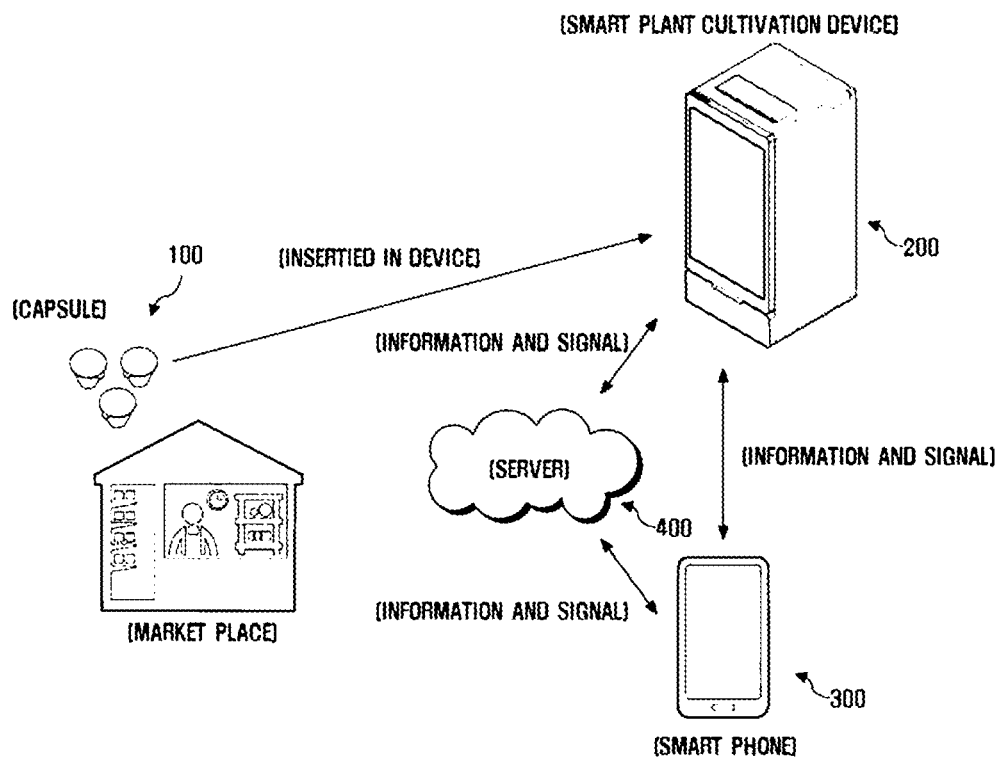 [SMART PLANT CULTIVATION DEVICE]
200
100
[INSERTIED IN DEVICE]
[CAPSULE]
[INFORMATION AND SIGNAL]
[SERVER]
[INFORMATION AND SIGNAL]
400
[INFORMATION AND SIGNAL]
[MARKET PLACE]
300
[SMART PHONE]